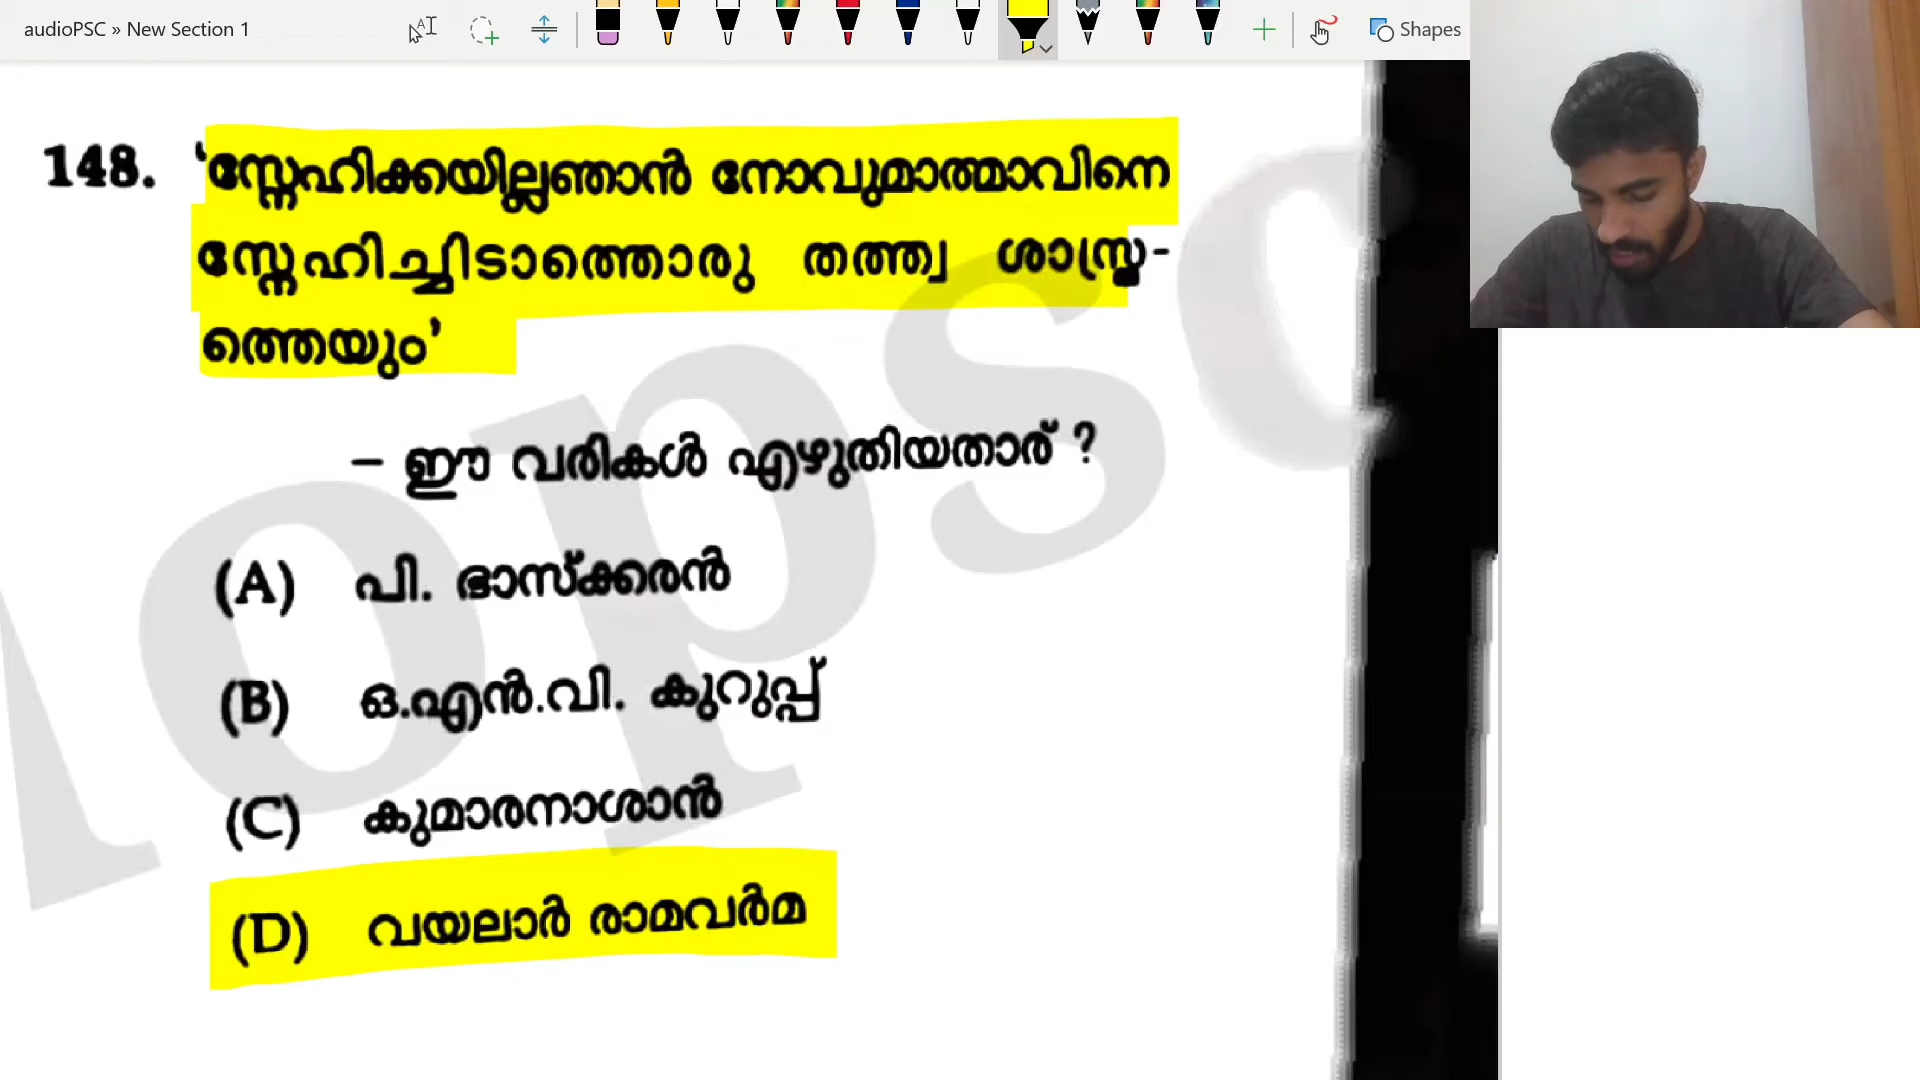 audioPSC » New Section 1
Shapes
148. ‘സ്നേഹിക്കയില്ലഞാൻ നോവുമാത്മാവിനെ
സ്നേഹിച്ചിടാത്തൊരു തത്ത്വ ശാസ്ത്ര-
ത്തെയും’
– ഈ വരികൾ എഴുതിയതാര് ?
(A) പി. ഭാസ്ക്കരൻ
(B) ഒ.എൻ.വി. കുറുപ്പ്
(C) കുമാരനാശാൻ
(D) വയലാർ രാമവർമ